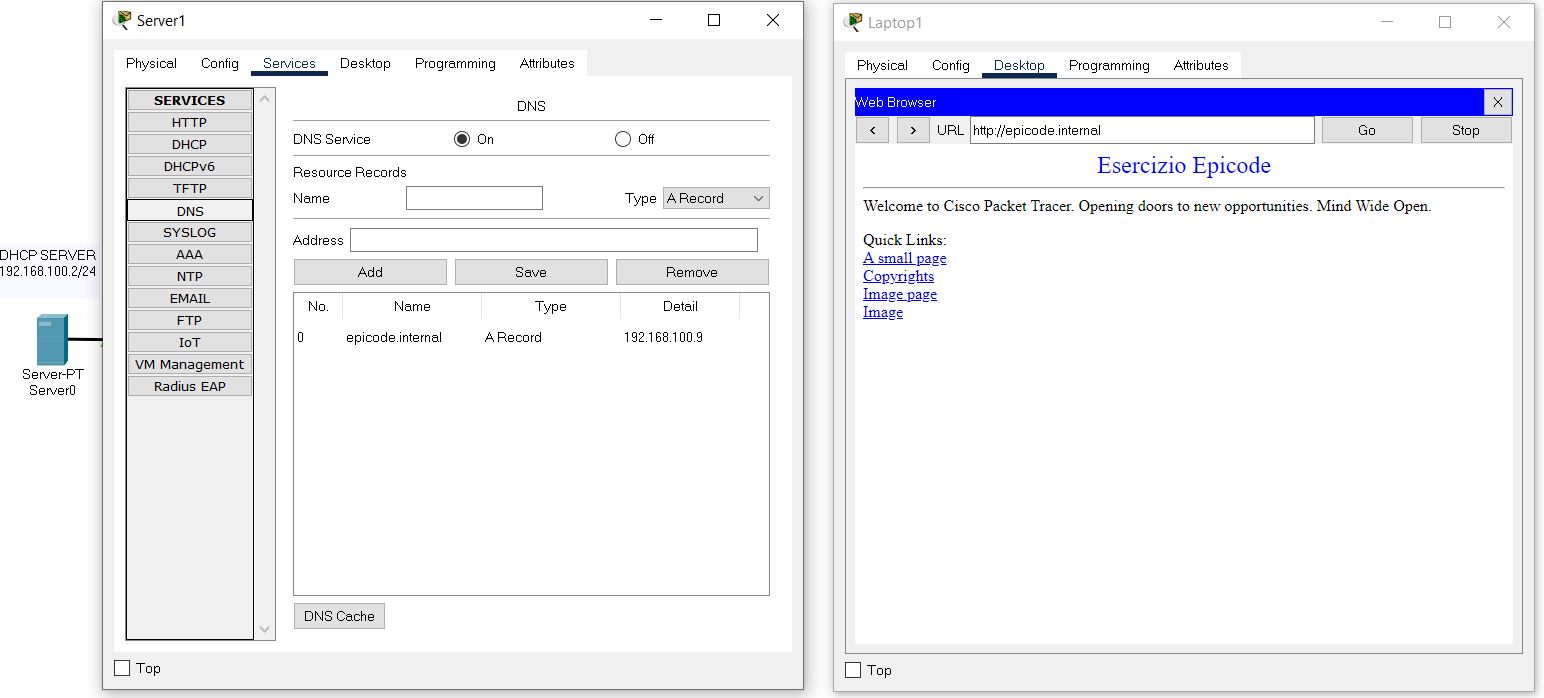 DHCP SERVER
192.168.100.2/24
Server-PT
Server0
Server1
Physical Config Services Desktop Programming Attributes
SERVICES
HTTP
DHCP
DHCPv6
TFTP
DNS
SYSLOG
AAA
NTP
EMAIL
FTP
IoT
VM Management
Radius EAP
DNS
DNS Service On Off
Resource Records
Name Type A Record
Address
Add Save Remove
No. Name Type Detail
0 epicode.internal A Record 192.168.100.9
DNS Cache
Top
Laptop1
Physical Config Desktop Programming Attributes
Web Browser X
< > URL http://epicode.internal Go Stop
Esercizio Epicode
Welcome to Cisco Packet Tracer. Opening doors to new opportunities. Mind Wide Open.
Quick Links:
A small page
Copyrights
Image page
Image
Top